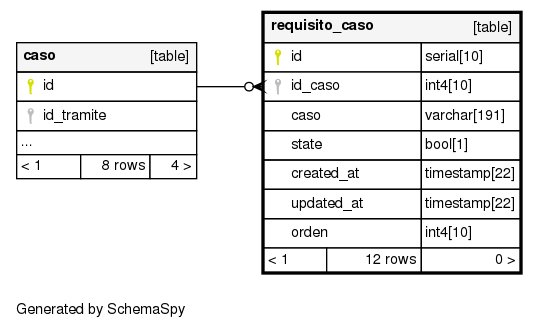 caso [table]
id
id_tramite
...
< 1 8 rows 4 >
requisito_caso [table]
id serial[10]
id_caso int4[10]
caso varchar[191]
state bool[1]
created_at timestamp[22]
updated_at timestamp[22]
orden int4[10]
< 1 12 rows 0 >
Generated by SchemaSpy